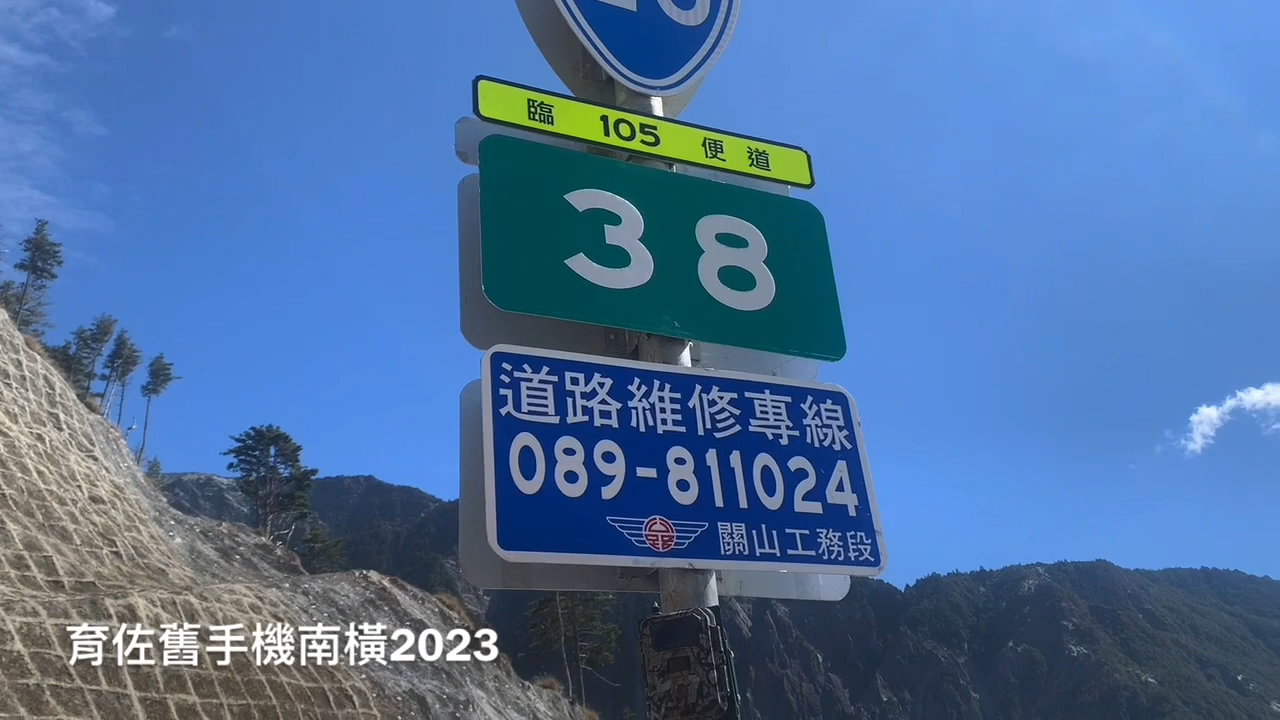 臨 105 便道
38
道路維修專線
089-811024
關山工務段
育佐舊手機南橫2023